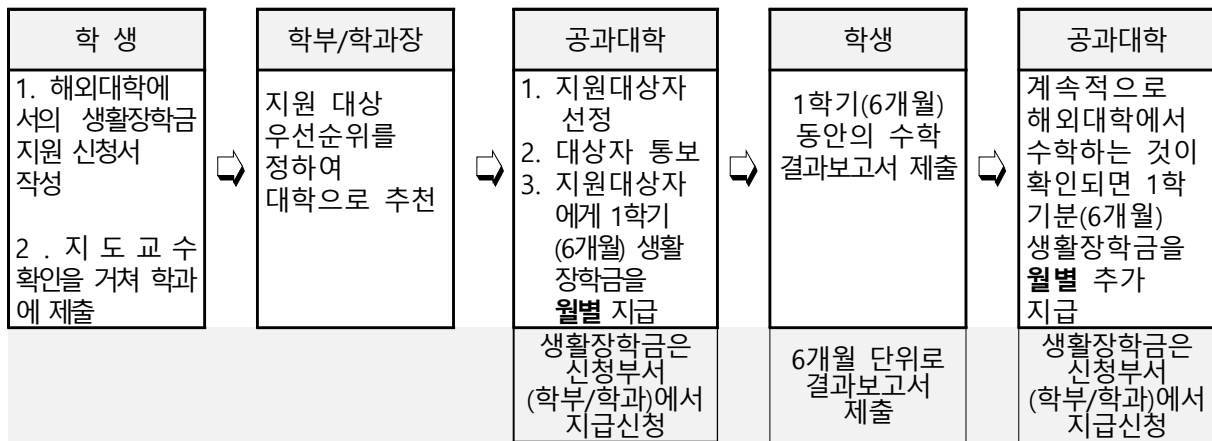 학 생
1. 해외대학에
서의 생활장학금
지원 신청서
작성
2 . 지 도 교 수
확인을 거쳐 학과
에 제출
학부/학과장
지원 대상
우선순위를
정하여
대학으로 추천
공과대학
1. 지원대상자
선정
2. 대상자 통보
3. 지원대상자
에게 1학기
(6개월) 생활
장학금을
월별 지급
생활장학금은
신청부서
(학부/학과)에서
지급신청
학생
1학기(6개월)
동안의 수학
결과보고서 제출
6개월 단위로
결과보고서
제출
공과대학
계속적으로
해외대학에서
수학하는 것이
확인되면 1학
기분(6개월)
생활장학금을
월별 추가
지급
생활장학금은
신청부서
(학부/학과)에서
지급신청